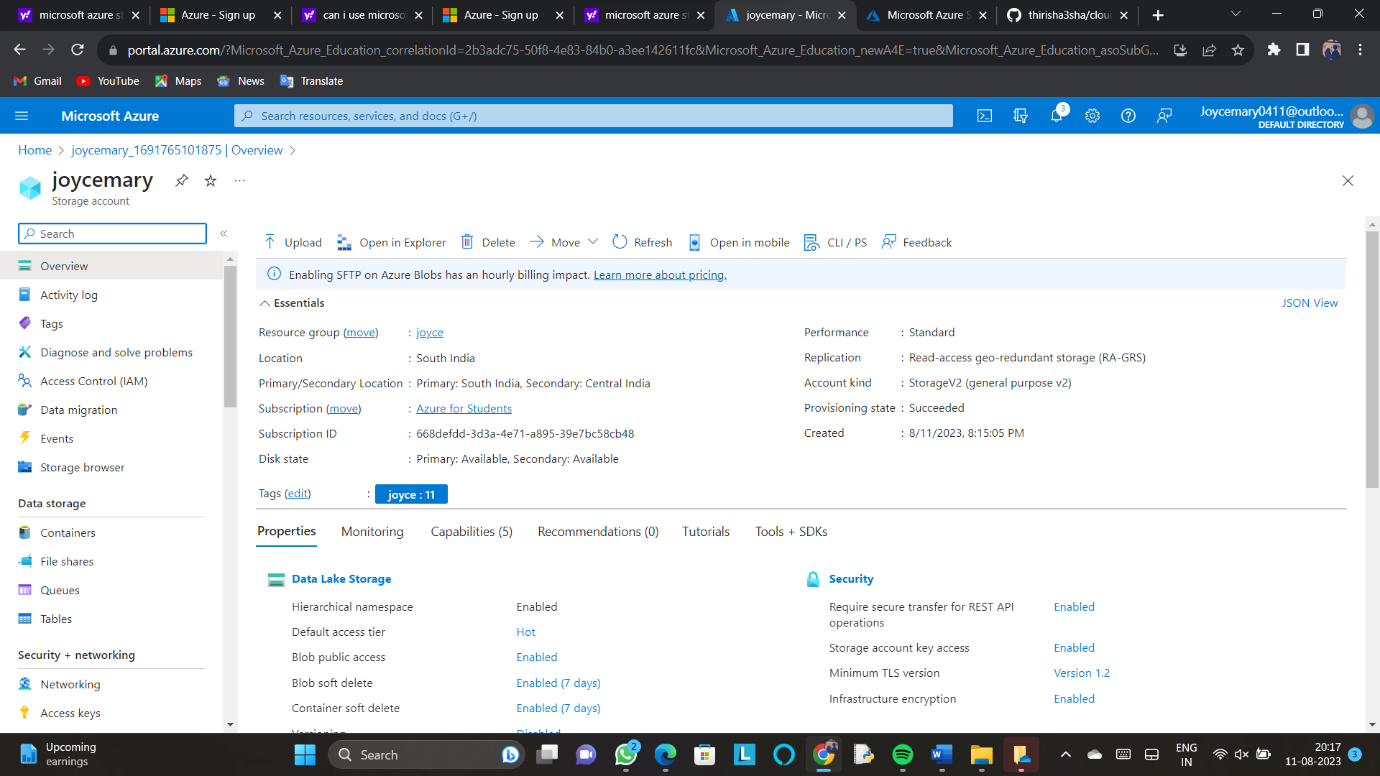 microsoft azure st
Azure - Sign up
can i use microso
Azure - Sign up
microsoft azure st
joycemary - Micr
Microsoft Azure S
thirisha3sha/clou
portal.azure.com/?Microsoft_Azure_Education_correlationId=2b3adc75-50f8-4e83-84b0-a3ee142611fc&Microsoft_Azure_Education_newA4E=true&Microsoft_Azure_Education_asoSubG...
Gmail YouTube Maps News Translate
Microsoft Azure
Search resources, services, and docs (G+/)
3
Joycemary0411@outloo...
DEFAULT DIRECTORY
Home > joycemary_1691765101875 | Overview >
joycemary
Storage account
Search
Overview
Activity log
Tags
Diagnose and solve problems
Access Control (IAM)
Data migration
Events
Storage browser
Data storage
Containers
File shares
Queues
Tables
Security + networking
Networking
Access keys
Upload Open in Explorer Delete Move Refresh Open in mobile CLI / PS Feedback
Enabling SFTP on Azure Blobs has an hourly billing impact. Learn more about pricing.
Essentials
JSON View
Resource group (move) : joyce
Location : South India
Primary/Secondary Location : Primary: South India, Secondary: Central India
Subscription (move) : Azure for Students
Subscription ID : 668defdd-3d3a-4e71-a895-39e7bc58cb48
Disk state : Primary: Available, Secondary: Available
Performance : Standard
Replication : Read-access geo-redundant storage (RA-GRS)
Account kind : StorageV2 (general purpose v2)
Provisioning state : Succeeded
Created : 8/11/2023, 8:15:05 PM
Tags (edit) : joyce : 11
Properties Monitoring Capabilities (5) Recommendations (0) Tutorials Tools + SDKs
Data Lake Storage
Hierarchical namespace Enabled
Default access tier Hot
Blob public access Enabled
Blob soft delete Enabled (7 days)
Container soft delete Enabled (7 days)
Versioning Disabled
Security
Require secure transfer for REST API
operations Enabled
Storage account key access Enabled
Minimum TLS version Version 1.2
Infrastructure encryption Enabled
Upcoming
earnings
Search
2
ENG
IN
20:17
11-08-2023
3